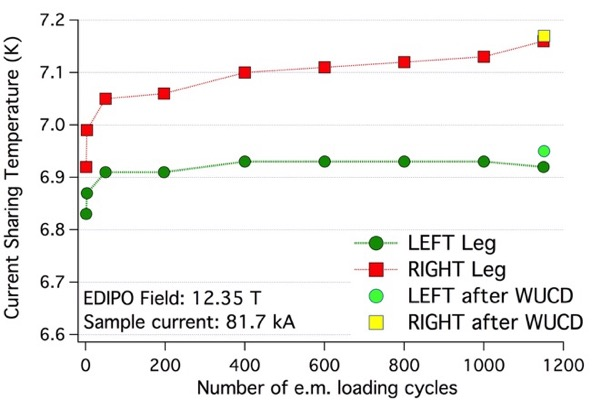 Current Sharing Temperature (K)
7.2
7.1
7.0
6.9
6.8
6.7
6.6
LEFT Leg
RIGHT Leg
LEFT after WUCD
RIGHT after WUCD
EDIPO Field: 12.35 T
Sample current: 81.7 kA
0 200 400 600 800 1000 1200
Number of e.m. loading cycles